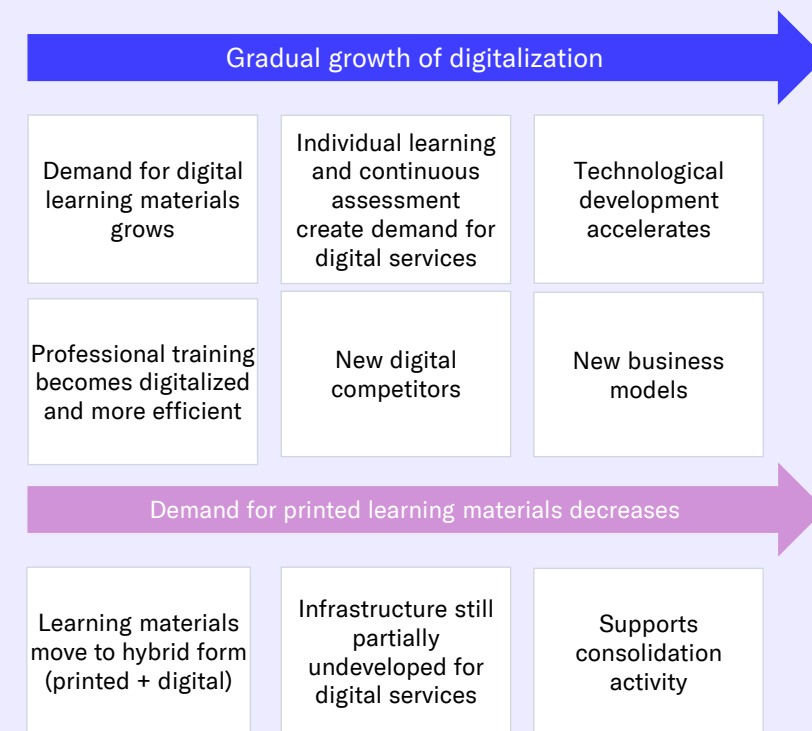 Gradual growth of digitalization
Demand for digital
learning materials
grows
Individual learning
and continuous
assessment
create demand for
digital services
Technological
development
accelerates
Professional training
becomes digitalized
and more efficient
New digital
competitors
New business
models
Demand for printed learning materials decreases
Learning materials
move to hybrid form
(printed + digital)
Infrastructure still
partially
undeveloped for
digital services
Supports
consolidation
activity